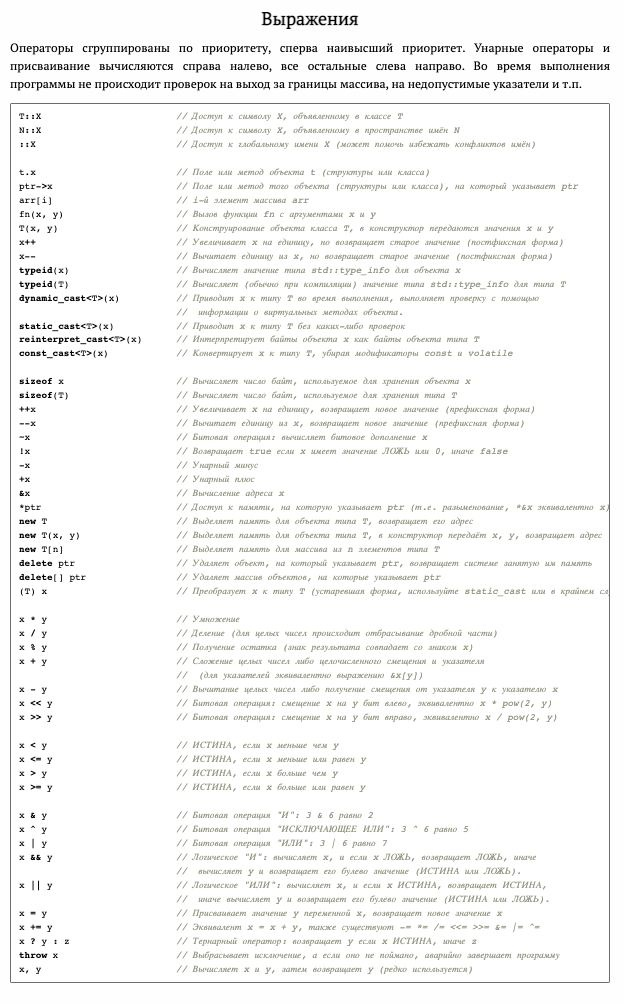 Выражения
Операторы сгруппированы по приоритету, сперва наивысший приоритет. Унарные операторы и
присваивание вычисляются справа налево, все остальные слева направо. Во время выполнения
программы не происходит проверок на выход за границы массива, на недопустимые указатели и т.п.
T::X // Доступ к символу X, объявленному в классе T
N::X // Доступ к символу X, объявленному в пространстве имён N
::X // Доступ к глобальному имени X (может помочь избежать конфликтов имён)
t.x // Поле или метод объекта t (структуры или класса)
ptr->x // Поле или метод того объекта (структуры или класса), на который указывает ptr
arr[i] // i-й элемент массива arr
fn(x, y) // Вызов функции fn с аргументами x и y
T(x, y) // Конструирование объекта класса T, в конструктор передаются значения x и y
x++ // Увеличивает x на единицу, но возвращает старое значение (постфиксная форма)
x-- // Вычитает единицу из x, но возвращает старое значение (постфиксная форма)
typeid(x) // Вычисляет значение типа std::type_info для объекта x
typeid(T) // Вычисляет (обычно при компиляции) значение типа std::type_info для типа T
dynamic_cast<T>(x) // Приводит x к типу T во время выполнения, выполняет проверку с помощью
// информации о виртуальных методах объекта.
static_cast<T>(x) // Приводит x к типу T без каких-либо проверок
reinterpret_cast<T>(x) // Интерпретирует байты объекта x как байты объекта типа T
const_cast<T>(x) // Конвертирует x к типу T, убирая модификаторы const и volatile
sizeof x // Вычисляет число байт, используемое для хранения объекта x
sizeof(T) // Вычисляет число байт, используемое для хранения типа T
++x // Увеличивает x на единицу, возвращает новое значение (префиксная форма)
--x // Вычитает единицу из x, возвращает новое значение (префиксная форма)
~x // Битовая операция: вычисляет битовое дополнение x
!x // Возвращает true если x имеет значение ЛОЖЬ или 0, иначе false
-x // Унарный минус
+x // Унарный плюс
&x // Вычисление адреса x
*ptr // Доступ к памяти, на которую указывает ptr (т.е. разыменование, *&x эквивалентно x)
new T // Выделяет память для объекта типа T, возвращает его адрес
new T(x, y) // Выделяет память для объекта типа T, в конструктор передаёт x, y, возвращает адрес
new T[n] // Выделяет память для массива из n элементов типа T
delete ptr // Удаляет объект, на который указывает ptr, возвращает системе занятую им память
delete[] ptr // Удаляет массив объектов, на которые указывает ptr
(T) x // Преобразует x к типу T (устаревшая форма, используйте static_cast или в крайнем сл
x * y // Умножение
x / y // Деление (для целых чисел происходит отбрасывание дробной части)
x % y // Получение остатка (знак результата совпадает со знаком x)
x + y // Сложение целых чисел либо целочисленного смещения и указателя
// (для указателей эквивалентно выражению &x[y])
x - y // Вычитание целых чисел либо получение смещения от указателя y к указателю x
x << y // Битовая операция: смещение x на y бит влево, эквивалентно x * pow(2, y)
x >> y // Битовая операция: смещение x на y бит вправо, эквивалентно x / pow(2, y)
x < y // ИСТИНА, если x меньше чем y
x <= y // ИСТИНА, если x меньше или равен y
x > y // ИСТИНА, если x больше чем y
x >= y // ИСТИНА, если x больше или равен y
x & y // Битовая операция "И": 3 & 6 равно 2
x ^ y // Битовая операция "ИСКЛЮЧАЮЩЕЕ ИЛИ": 3 ^ 6 равно 5
x | y // Битовая операция "ИЛИ": 3 | 6 равно 7
x && y // Логическое "И": вычисляет x, и если x ЛОЖЬ, возвращает ЛОЖЬ, иначе
// вычисляет y и возвращает его булево значение (ИСТИНА или ЛОЖЬ).
x || y // Логическое "ИЛИ": вычисляет x, и если x ИСТИНА, возвращает ИСТИНА,
// иначе вычисляет y и возвращает его булево значение (ИСТИНА или ЛОЖЬ).
x = y // Присваивает значение y переменной x, возвращает новое значение x
x += y // Эквивалент x = x + y, также существуют -= *= /= <<= >>= &= |= ^=
x ? y : z // Тернарный оператор: возвращает y если x ИСТИНА, иначе z
throw x // Выбрасывает исключение, а если оно не поймано, аварийно завершает программу
x, y // Вычисляет x и y, затем возвращает y (редко используется)